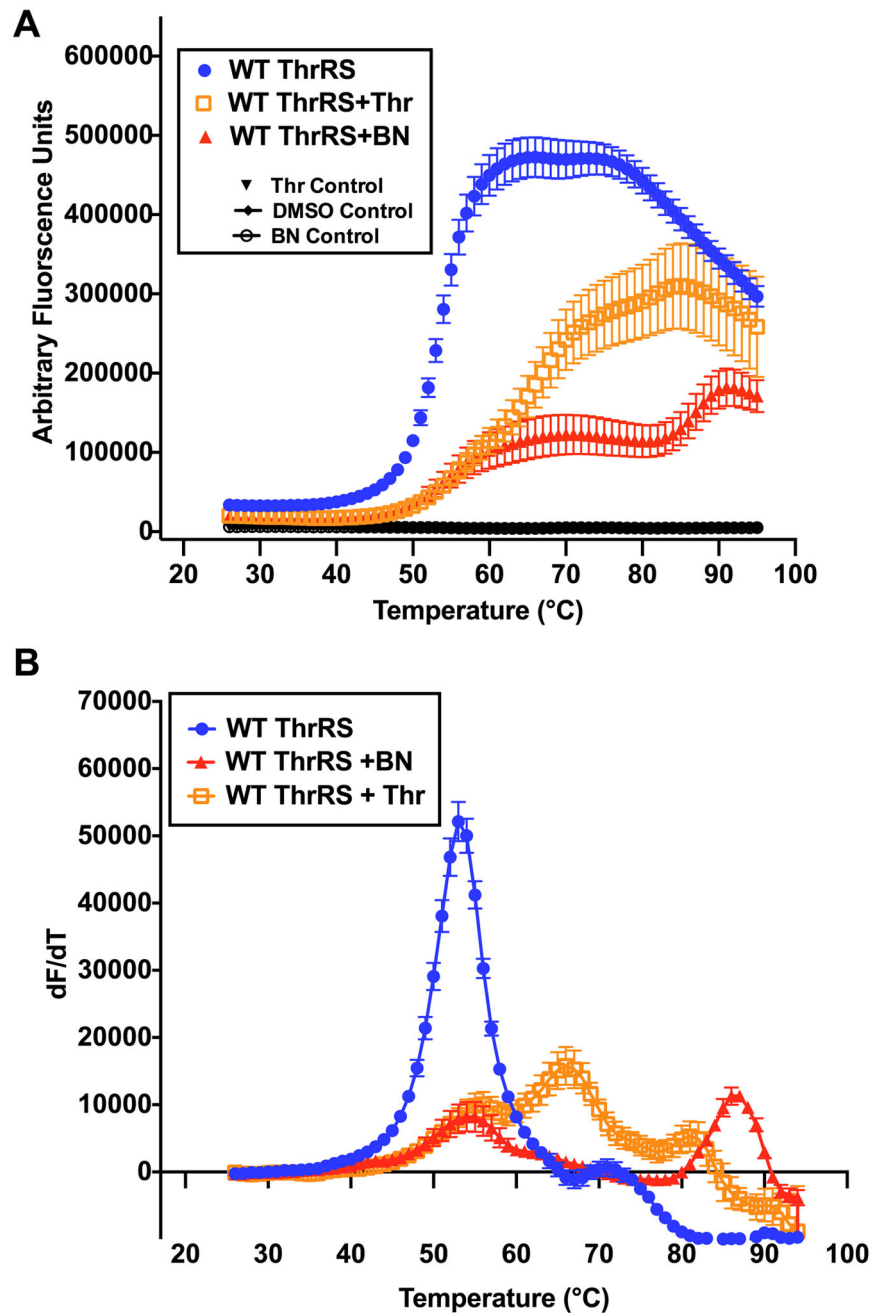 A
Arbitrary Fluorescence Units
600000
500000
400000
300000
200000
100000
0
WT ThrRS
WT ThrRS+Thr
WT ThrRS+BN
Thr Control
DMSO Control
BN Control
20 30 40 50 60 70 80 90 100
Temperature (°C)
B
dF/dT
70000
60000
50000
40000
30000
20000
10000
0
WT ThrRS
WT ThrRS +BN
WT ThrRS + Thr
20 30 40 50 60 70 80 90 100
Temperature (°C)